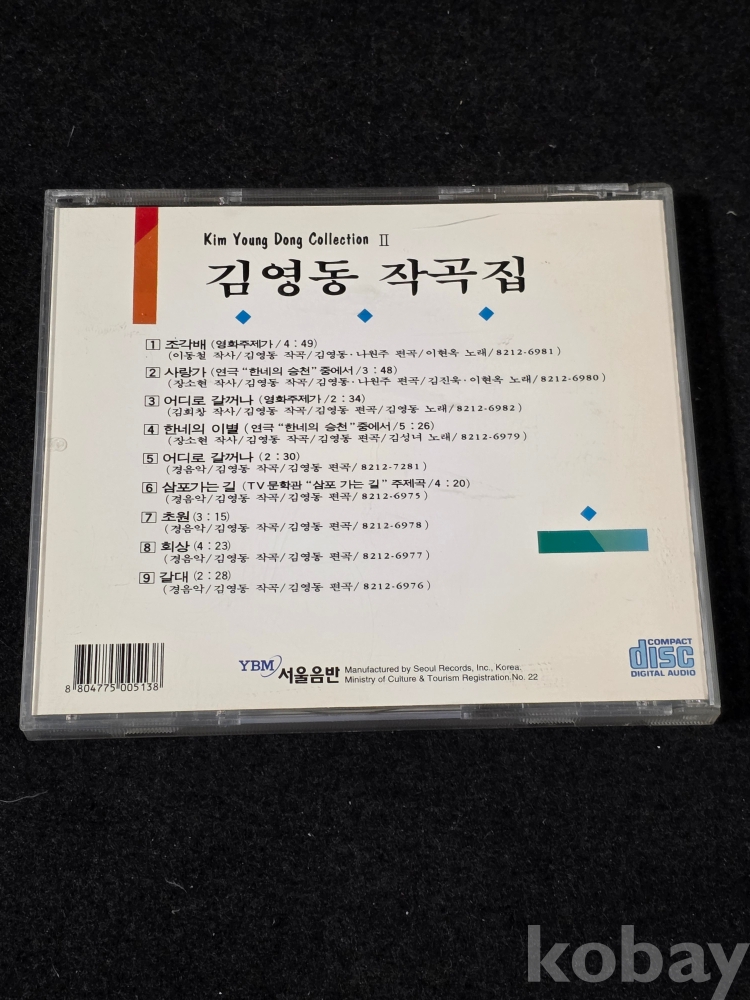 Kim Young Dong Collection Ⅱ
김영동 작곡집
1 조각배 (영화주제가/4:49)
(이동철 작사/김영동 작곡/김영동·나원주 편곡/이현옥 노래/8212-6981)
2 사랑가 (연극 "한네의 승천" 중에서/3:48)
(장소현 작사/김영동 작곡/김영동·나원주 편곡/김진욱·이현옥 노래/8212-6980)
3 어디로 갈꺼나 (영화주제가/2:34)
(김회창 작사/김영동 작곡/김영동 편곡/김영동 노래/8212-6982)
4 한네의 이별 (연극 "한네의 승천" 중에서/5:26)
(장소현 작사/김영동 작곡/김영동 편곡/김성녀 노래/8212-6979)
5 어디로 갈꺼나 (2:30)
(경음악/김영동 작곡/김영동 편곡/8212-7281)
6 삼포가는 길 (TV문학관 "삼포 가는 길" 주제곡/4:20)
(경음악/김영동 작곡/김영동 편곡/8212-6975)
7 초원 (3:15)
(경음악/김영동 작곡/김영동 편곡/8212-6978)
8 회상 (4:23)
(경음악/김영동 작곡/김영동 편곡/8212-6977)
9 갈대 (2:28)
(경음악/김영동 작곡/김영동 편곡/8212-6976)
8 804775 005138
YBM 서울음반
Manufactured by Seoul Records, Inc., Korea.
Ministry of Culture & Tourism Registration.No. 22
COMPACT
disc
DIGITAL AUDIO
kobay